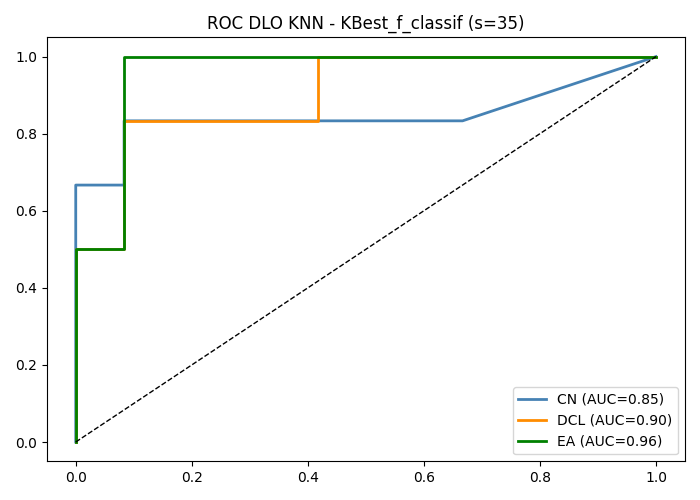 ROC DLO KNN - KBest_f_classif (s=35)
1.0
0.8
0.6
0.4
0.2
0.0
0.0 0.2 0.4 0.6 0.8 1.0
CN (AUC=0.85)
DCL (AUC=0.90)
EA (AUC=0.96)